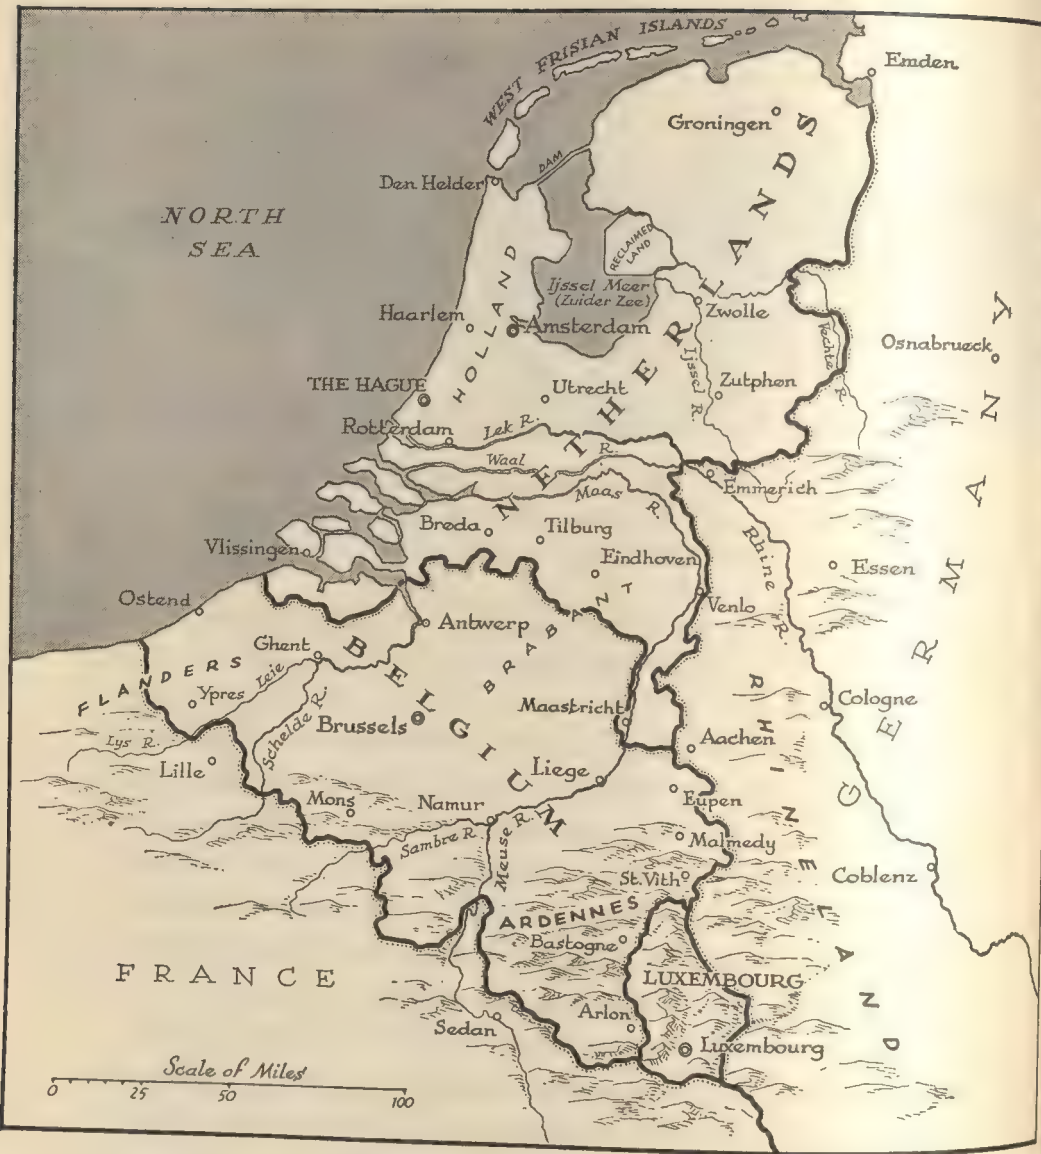 WEST FRISIAN ISLANDS
Emden
Groningen
DAM
Den Helder
NORTH
SEA
RECLAIMED
LAND
Ijssel Meer
(Zuider Zee)
NETHERLANDS
HOLLAND
Zwolle
Haarlem
Amsterdam
Vechte R.
Osnabrueck
GERMANY
Ijssel R.
THE HAGUE
Utrecht
Zutphen
Rotterdam
Lek R.
Waal R.
Emmerich
Maas R.
Breda
Tilburg
Rhine R.
Vlissingen
Eindhoven
Essen
Ostend
Venlo
Antwerp
BRABANT
Ghent
BELGIUM
FLANDERS
Leie
Ypres
Schelde R.
Brussels
Maastricht
RHINELAND
Cologne
Lys R.
Aachen
Lille
Liege
Eupen
Mons
Namur
Sambre R.
Meuse R.
Malmedy
St. Vith
Coblenz
ARDENNES
Bastogne
FRANCE
LUXEMBOURG
Sedan
Arlon
Luxembourg
Scale of Miles
0 25 50 100